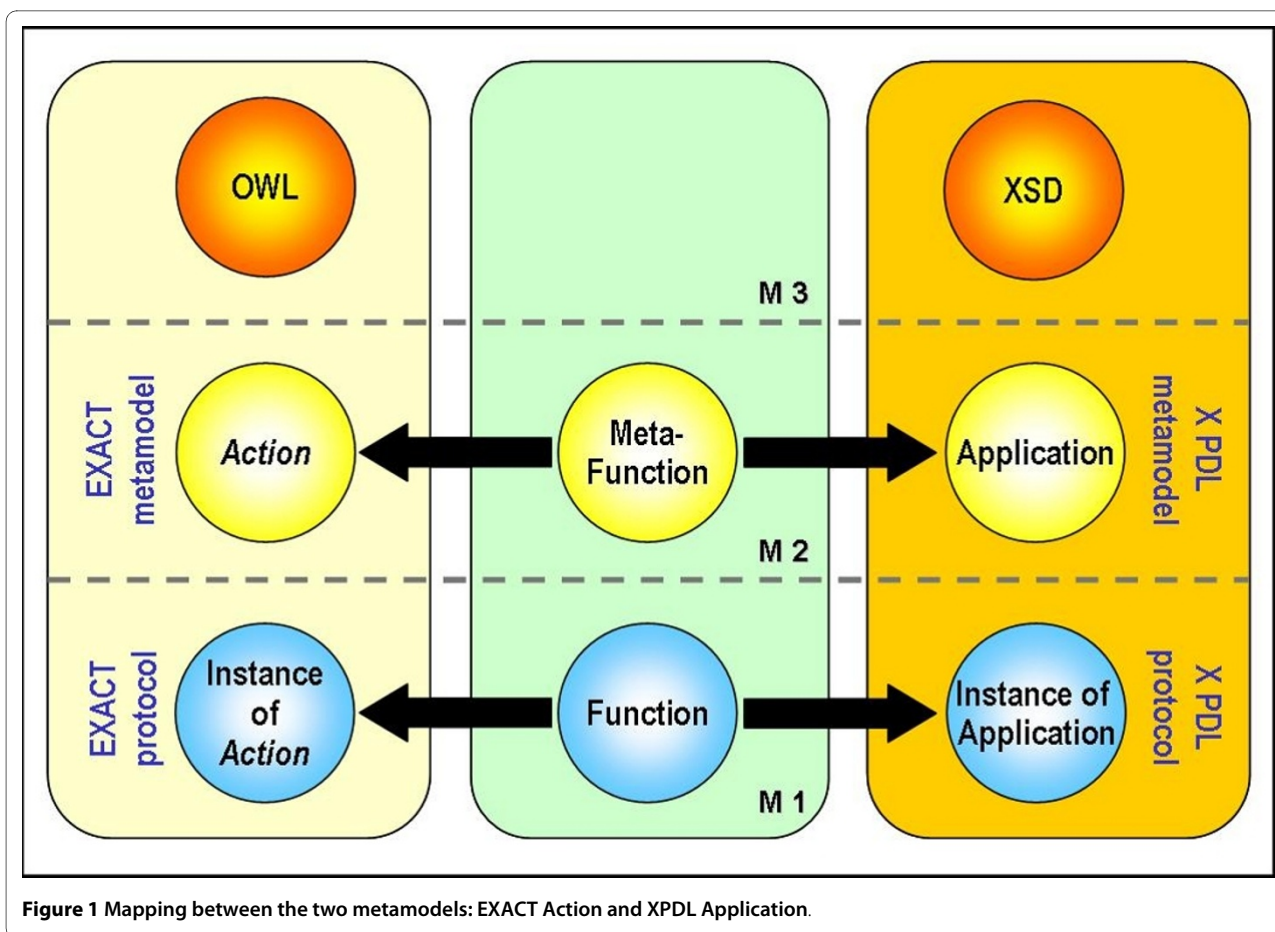 OWL
XSD
M 3
EXACT
metamodel
Action
Meta-
Function
Application
X PDL
metamodel
M 2
EXACT
protocol
Instance
of
Action
Function
Instance of
Application
X PDL
protocol
M 1
Figure 1 Mapping between the two metamodels: EXACT Action and XPDL Application.